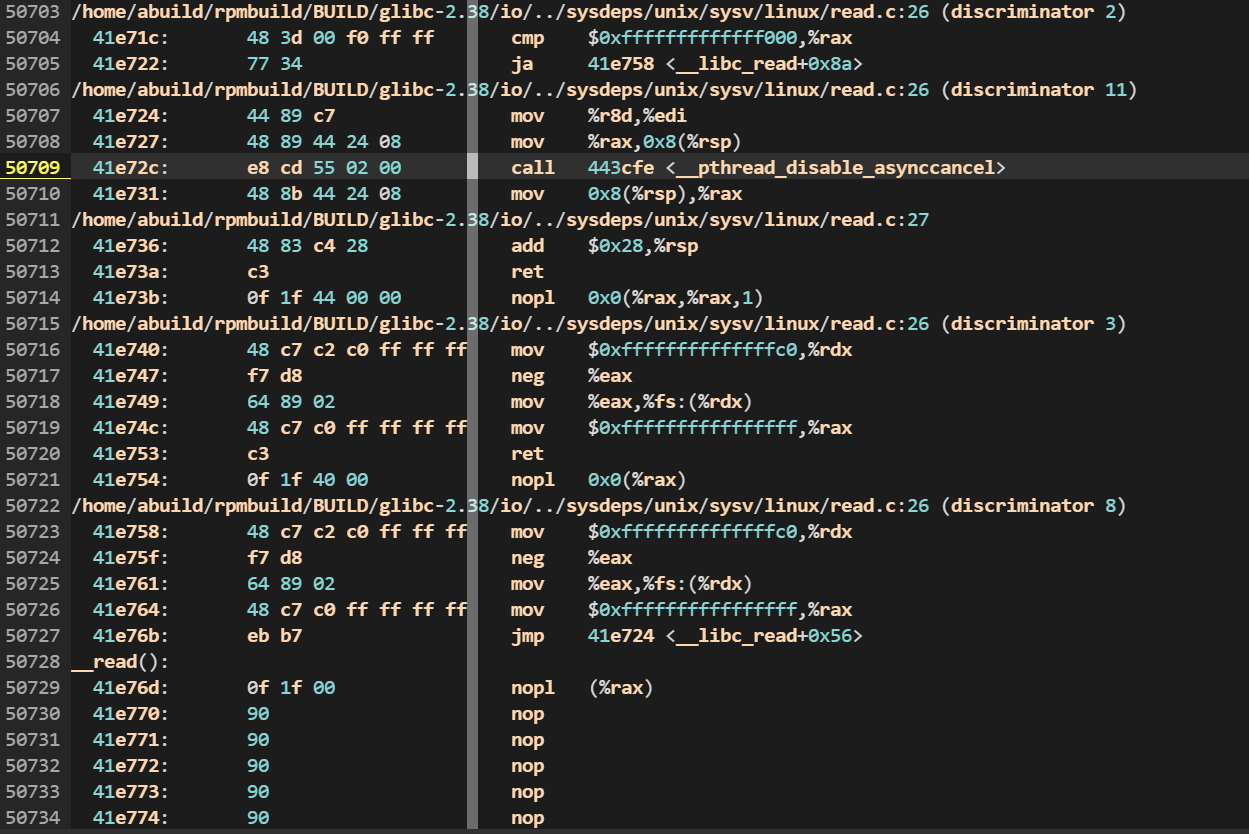 50703 /home/abuild/rpmbuild/BUILD/glibc-2.38/io/../sysdeps/unix/sysv/linux/read.c:26 (discriminator 2)
50704   41e71c:       48 3d 00 f0 ff ff       cmp    $0xfffffffffffff000,%rax
50705   41e722:       77 34                   ja     41e758 <__libc_read+0x8a>
50706 /home/abuild/rpmbuild/BUILD/glibc-2.38/io/../sysdeps/unix/sysv/linux/read.c:26 (discriminator 11)
50707   41e724:       44 89 c7                mov    %r8d,%edi
50708   41e727:       48 89 44 24 08          mov    %rax,0x8(%rsp)
50709   41e72c:       e8 cd 55 02 00          call   443cfe <__pthread_disable_asynccancel>
50710   41e731:       48 8b 44 24 08          mov    0x8(%rsp),%rax
50711 /home/abuild/rpmbuild/BUILD/glibc-2.38/io/../sysdeps/unix/sysv/linux/read.c:27
50712   41e736:       48 83 c4 28             add    $0x28,%rsp
50713   41e73a:       c3                      ret
50714   41e73b:       0f 1f 44 00 00          nopl   0x0(%rax,%rax,1)
50715 /home/abuild/rpmbuild/BUILD/glibc-2.38/io/../sysdeps/unix/sysv/linux/read.c:26 (discriminator 3)
50716   41e740:       48 c7 c2 c0 ff ff ff    mov    $0xffffffffffffffc0,%rdx
50717   41e747:       f7 d8                   neg    %eax
50718   41e749:       64 89 02                mov    %eax,%fs:(%rdx)
50719   41e74c:       48 c7 c0 ff ff ff ff    mov    $0xffffffffffffffff,%rax
50720   41e753:       c3                      ret
50721   41e754:       0f 1f 40 00             nopl   0x0(%rax)
50722 /home/abuild/rpmbuild/BUILD/glibc-2.38/io/../sysdeps/unix/sysv/linux/read.c:26 (discriminator 8)
50723   41e758:       48 c7 c2 c0 ff ff ff    mov    $0xffffffffffffffc0,%rdx
50724   41e75f:       f7 d8                   neg    %eax
50725   41e761:       64 89 02                mov    %eax,%fs:(%rdx)
50726   41e764:       48 c7 c0 ff ff ff ff    mov    $0xffffffffffffffff,%rax
50727   41e76b:       eb b7                   jmp    41e724 <__libc_read+0x56>
50728 __read():
50729   41e76d:       0f 1f 00                nopl   (%rax)
50730   41e770:       90                      nop
50731   41e771:       90                      nop
50732   41e772:       90                      nop
50733   41e773:       90                      nop
50734   41e774:       90                      nop